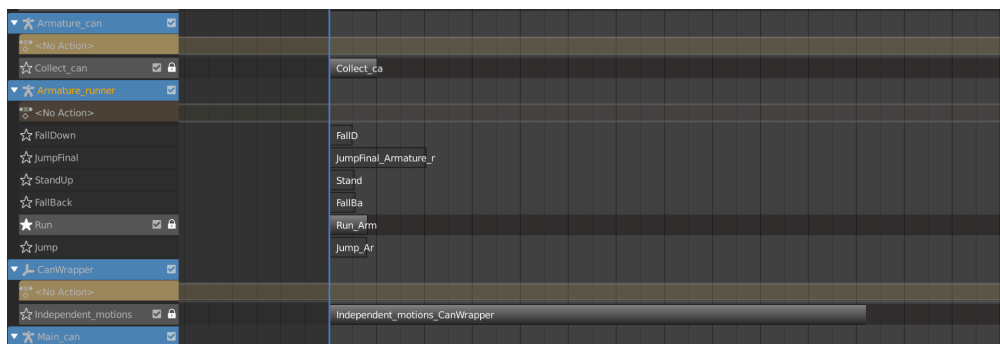 Armature_can
<No Action>
Collect_can Collect_ca
Armature_runner
<No Action>
FallDown FallD
JumpFinal JumpFinal_Armature_r
StandUp Stand
FallBack FallBa
Run Run_Arm
Jump Jump_Ar
CanWrapper
<No Action>
Independent_motions Independent_motions_CanWrapper
Main_can